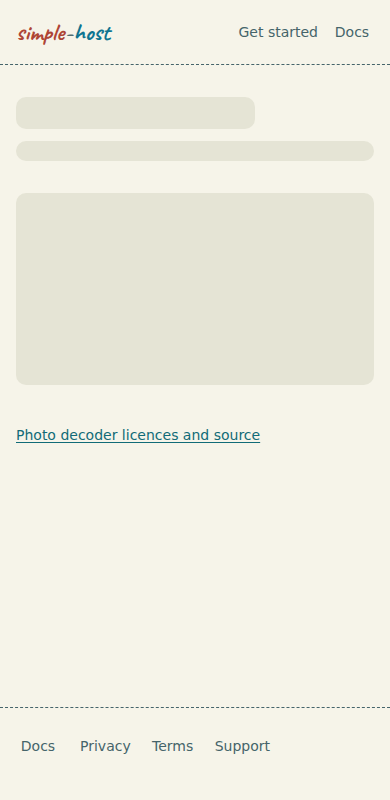 simple-host
Get started Docs
Photo decoder licences and source
Docs Privacy Terms Support